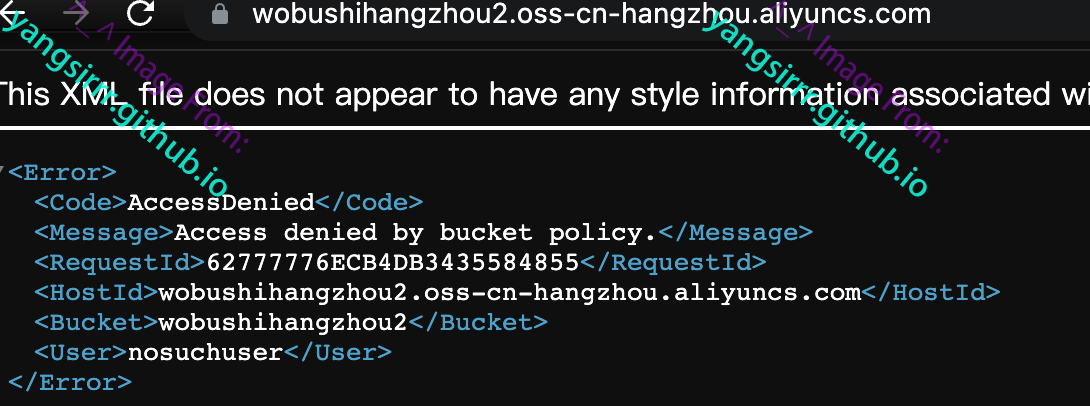 wobushihangzhou2.oss-cn-hangzhou.aliyuncs.com
This XML file does not appear to have any style information associated wi
<Error>
<Code>AccessDenied</Code>
<Message>Access denied by bucket policy.</Message>
<RequestId>62777776ECB4DB3435584855</RequestId>
<HostId>wobushihangzhou2.oss-cn-hangzhou.aliyuncs.com</HostId>
<Bucket>wobushihangzhou2</Bucket>
<User>nosuchuser</User>
</Error>
^_^ Image From:
yangsirr.github.io
^_^ Image From:
yangsirr.github.io